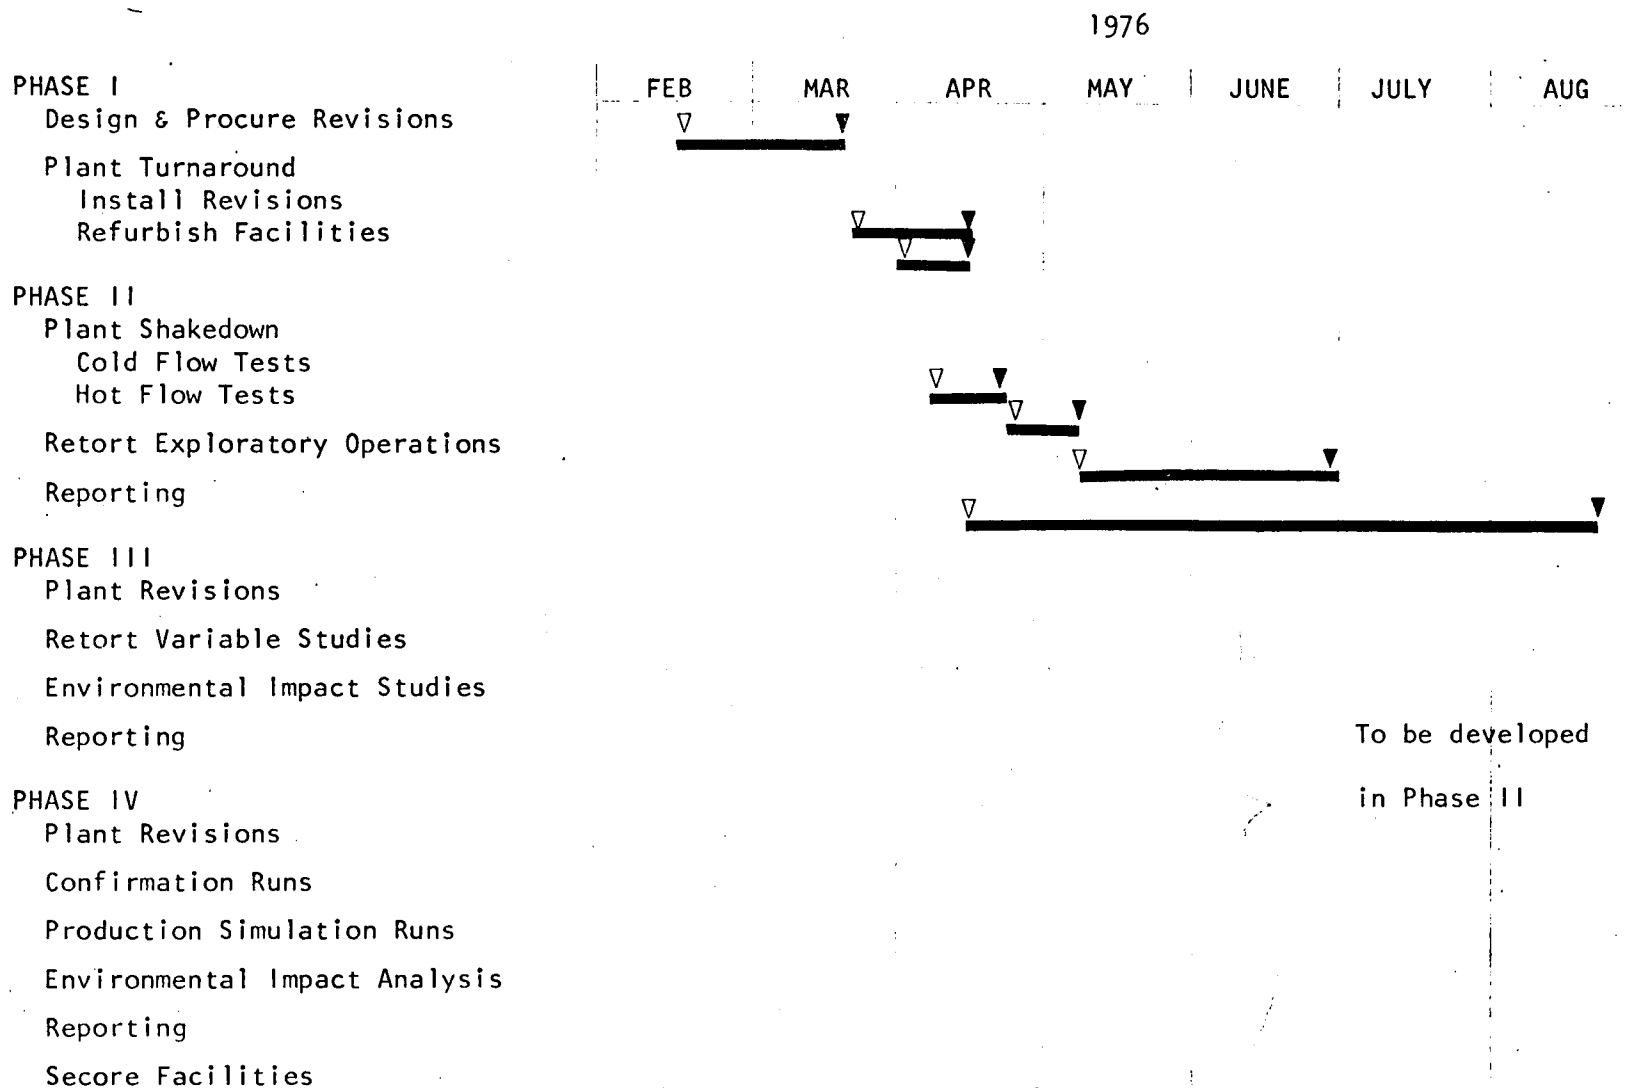 1976
PHASE I FEB MAR APR MAY JUNE JULY AUG
Design & Procure Revisions
Plant Turnaround
Install Revisions
Refurbish Facilities
PHASE II
Plant Shakedown
Cold Flow Tests
Hot Flow Tests
Retort Exploratory Operations
Reporting
PHASE III
Plant Revisions
Retort Variable Studies
Environmental Impact Studies
Reporting To be developed
PHASE IV in Phase II
Plant Revisions
Confirmation Runs
Production Simulation Runs
Environmental Impact Analysis
Reporting
Secore Facilities